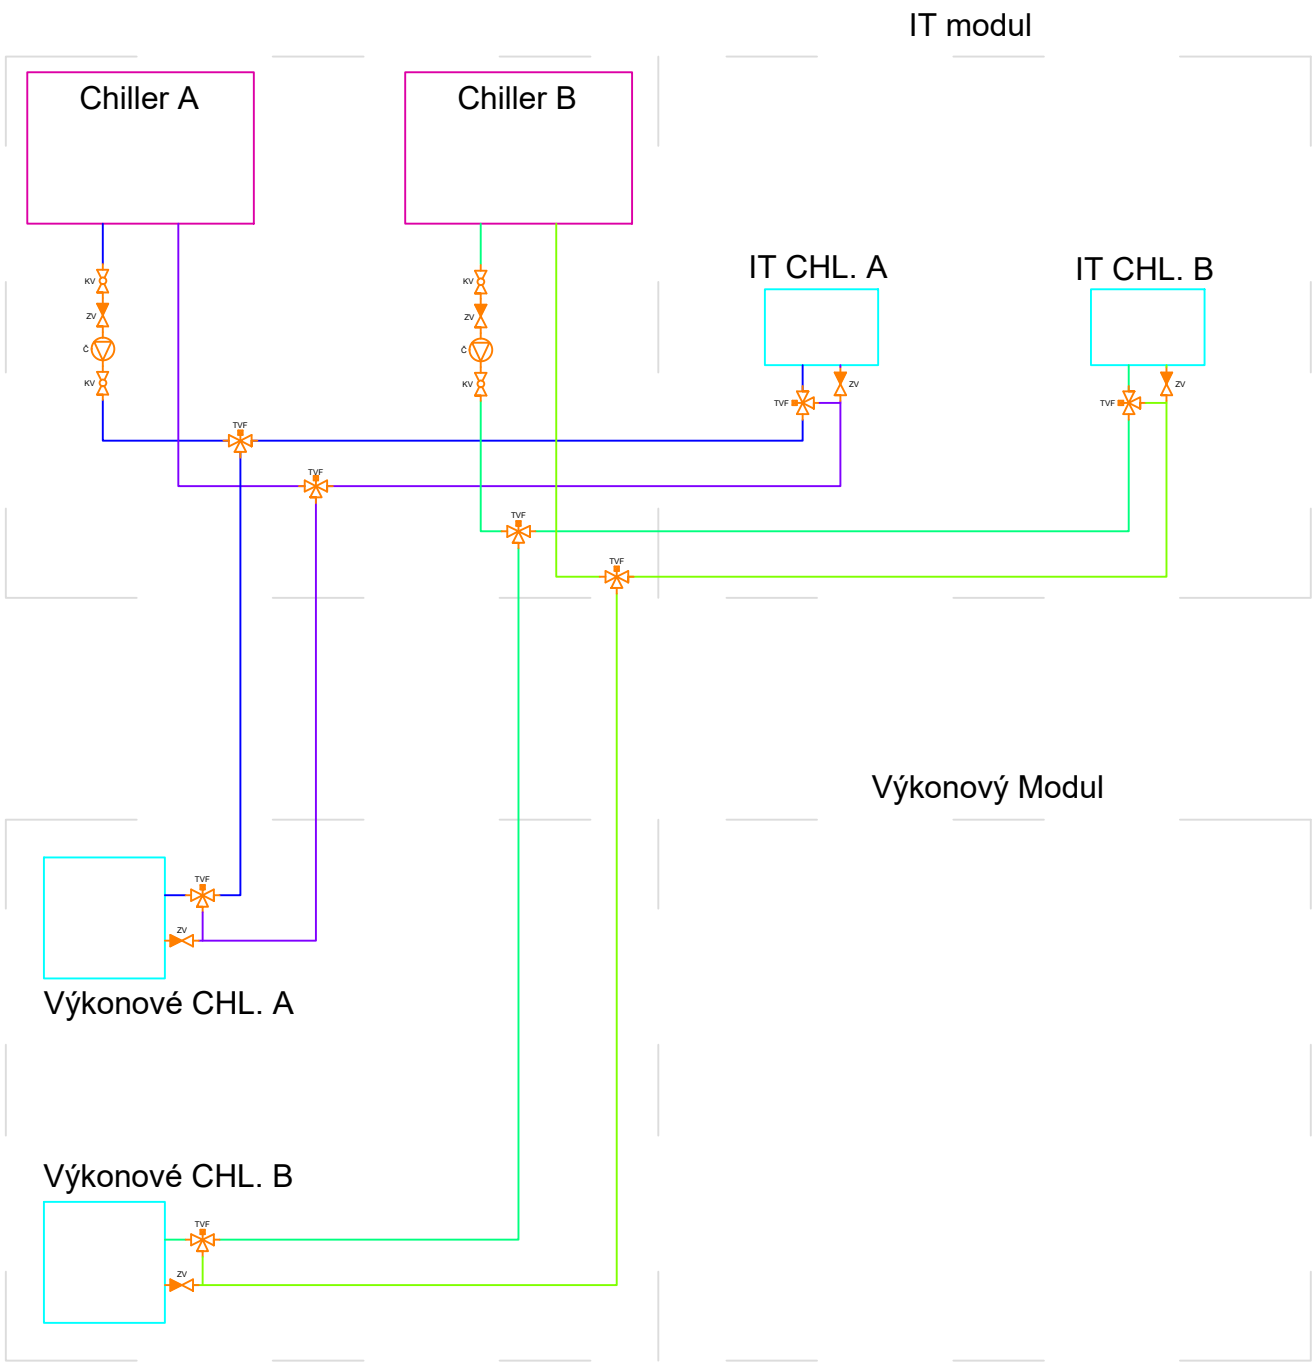 IT modul
Chiller A
Chiller B
IT CHL. A
IT CHL. B
KV
KV
ZV
ZV
Č
Č
KV
KV
ZV
ZV
TVF
TVF
TVF
TVF
TVF
TVF
Výkonový Modul
TVF
ZV
Výkonové CHL. A
Výkonové CHL. B
TVF
ZV